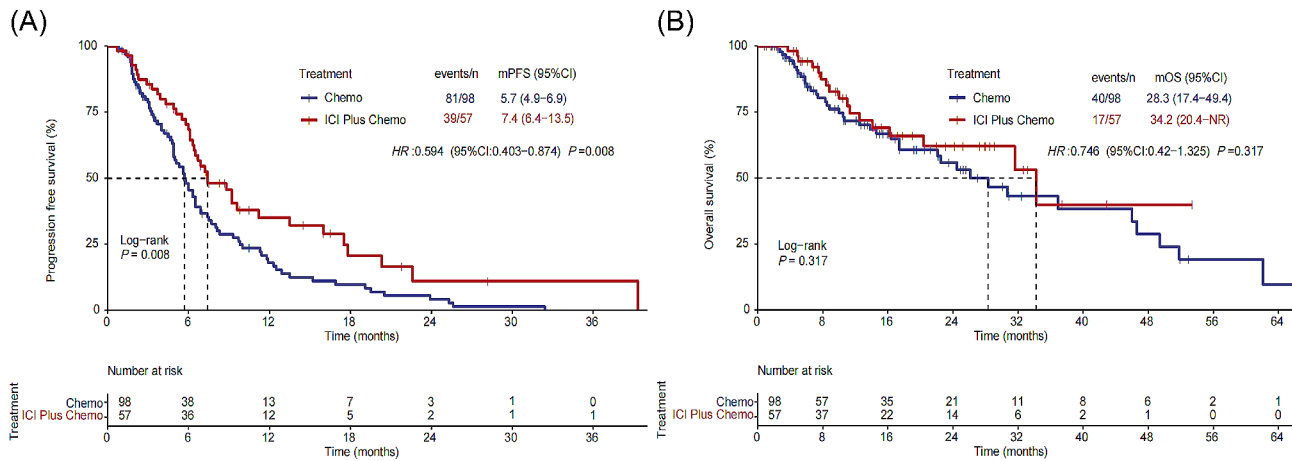 (A)
100
75
50
25
0
Progression free survival (%)
Treatment events/n mPFS (95%CI)
Chemo 81/98 5.7 (4.9−6.9)
ICI Plus Chemo 39/57 7.4 (6.4−13.5)
HR :0.594 (95%CI:0.403−0.874) P = 0.008
Log−rank
P = 0.008
0 6 12 18 24 30 36
Time (months)
Number at risk
Treatment
Chemo 98 38 13 7 3 1 0
ICI Plus Chemo 57 36 12 5 2 1 1
0 6 12 18 24 30 36
Time (months)
(B)
100
75
50
25
0
Overall survival (%)
Treatment events/n mOS (95%CI)
Chemo 40/98 28.3 (17.4−49.4)
ICI Plus Chemo 17/57 34.2 (20.4−NR)
HR :0.746 (95%CI:0.42−1.325) P = 0.317
Log−rank
P = 0.317
0 8 16 24 32 40 48 56 64
Time (months)
Number at risk
Treatment
Chemo 98 57 35 21 11 8 6 2 1
ICI Plus Chemo 57 37 22 14 6 2 1 0 0
0 8 16 24 32 40 48 56 64
Time (months)